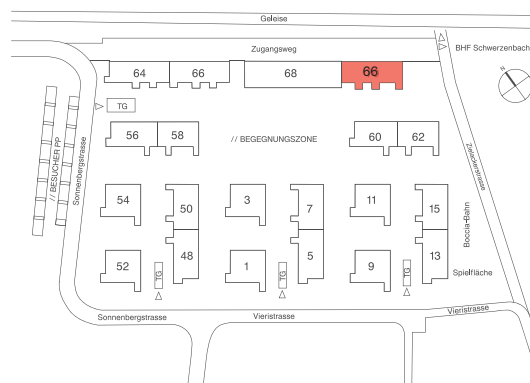 Geleise
Zugangsweg
BHF Schwerzenbach
64
66
68
66
N
TG
// BESUCHER PP
Sonnenbergstrasse
56
58
// BEGEGNUNGSZONE
60
62
Zielackerstrasse
54
50
3
7
11
15
Boccia-Bahn
52
48
1
5
9
13
TG
TG
TG
Spielfläche
Sonnenbergstrasse
Vieristrasse
Vieristrasse